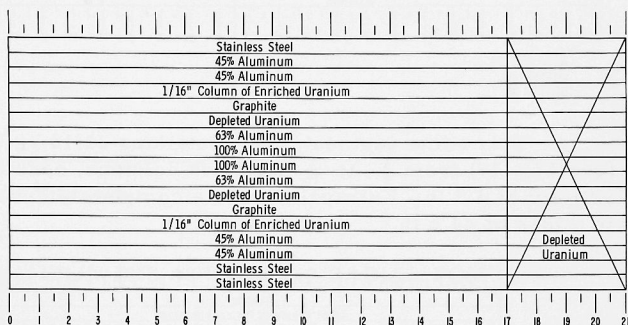 Stainless Steel
45% Aluminum
45% Aluminum
1/16" Column of Enriched Uranium
Graphite
Depleted Uranium
63% Aluminum
100% Aluminum
100% Aluminum
63% Aluminum
Depleted Uranium
Graphite
1/16" Column of Enriched Uranium
45% Aluminum
45% Aluminum
Stainless Steel
Stainless Steel
Depleted
Uranium
0 1 2 3 4 5 6 7 8 9 10 11 12 13 14 15 16 17 18 19 20 21